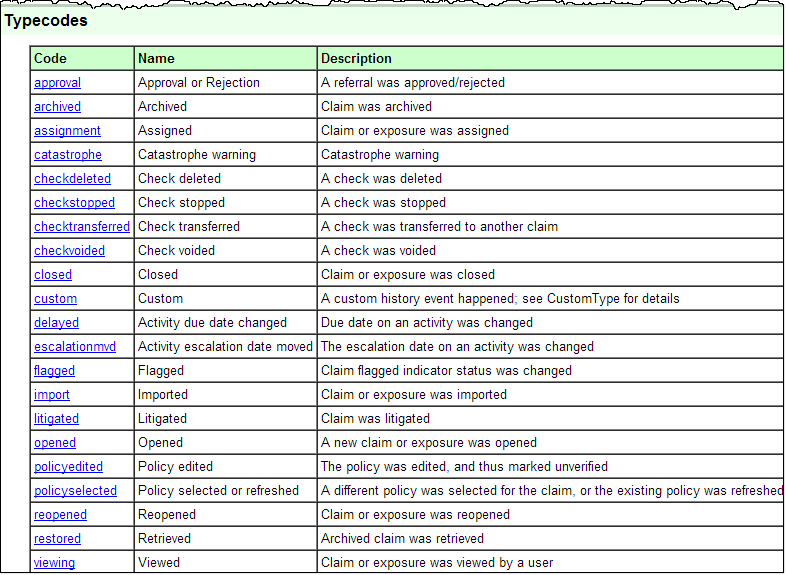 Typecodes
Code Name Description
approval Approval or Rejection A referral was approved/rejected
archived Archived Claim was archived
assignment Assigned Claim or exposure was assigned
catastrophe Catastrophe warning Catastrophe warning
checkdeleted Check deleted A check was deleted
checkstopped Check stopped A check was stopped
checktransferred Check transferred A check was transferred to another claim
checkvoided Check voided A check was voided
closed Closed Claim or exposure was closed
custom Custom A custom history event happened; see CustomType for details
delayed Activity due date changed Due date on an activity was changed
escalationmvd Activity escalation date moved The escalation date on an activity was changed
flagged Flagged Claim flagged indicator status was changed
import Imported Claim or exposure was imported
litigated Litigated Claim was litigated
opened Opened A new claim or exposure was opened
policyedited Policy edited The policy was edited, and thus marked unverified
policyselected Policy selected or refreshed A different policy was selected for the claim, or the existing policy was refreshed
reopened Reopened Claim or exposure was reopened
restored Retrieved Archived claim was retrieved
viewing Viewed Claim or exposure was viewed by a user